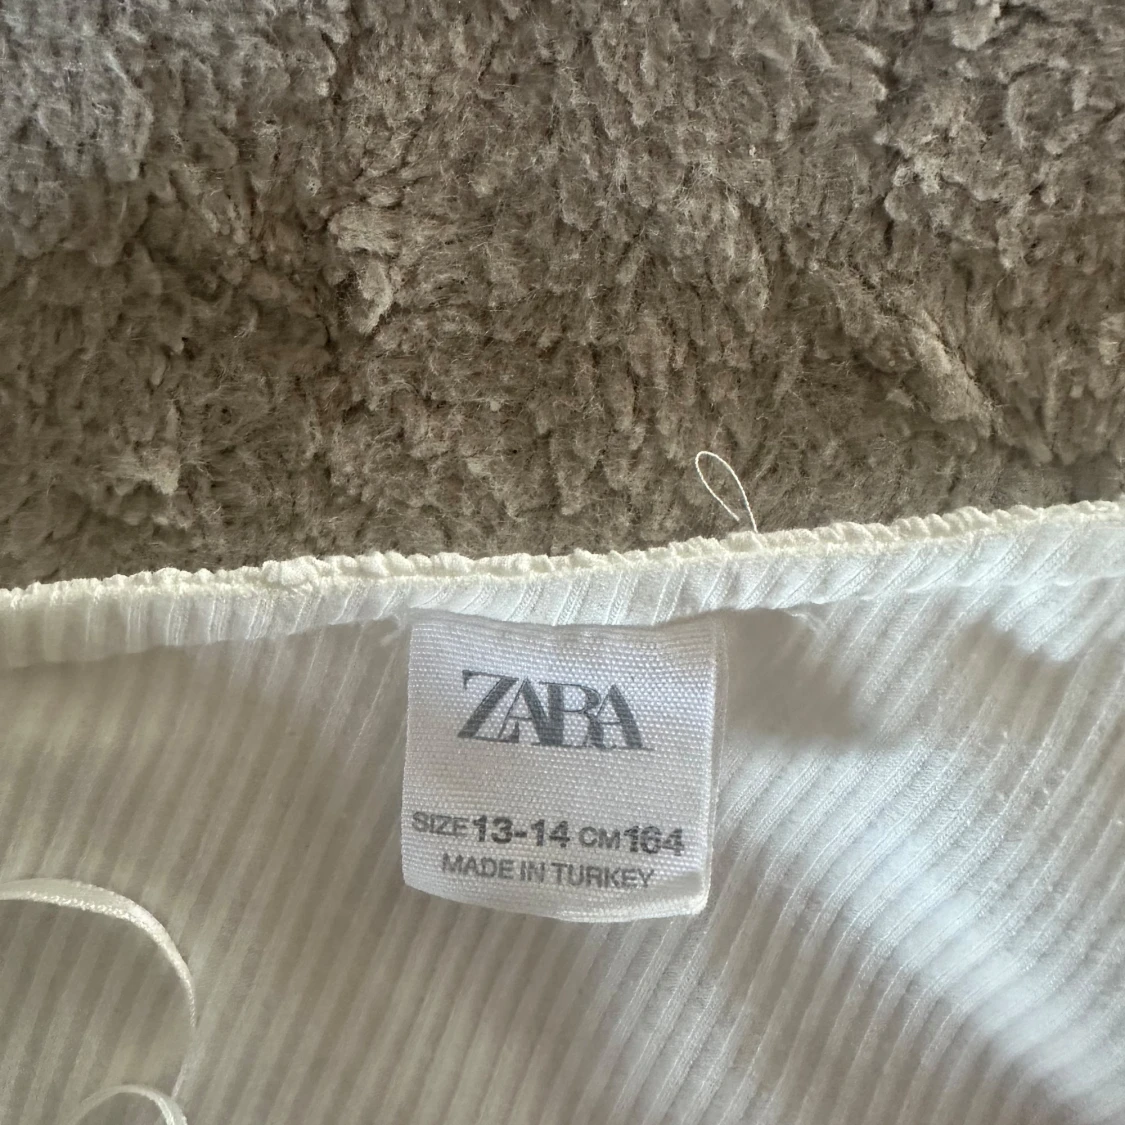 ZARA
SIZE 13-14 CM 164
MADE IN TURKEY